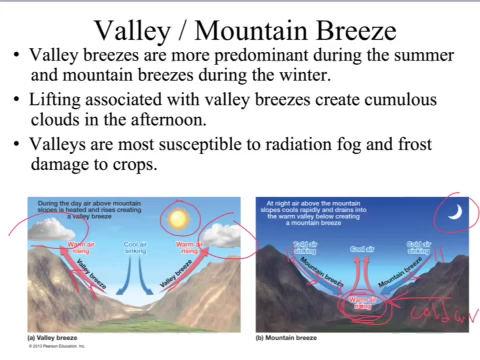 Valley / Mountain Breeze
• Valley breezes are more predominant during the summer
and mountain breezes during the winter.
• Lifting associated with valley breezes create cumulous
clouds in the afternoon.
• Valleys are most susceptible to radiation fog and frost
damage to crops.
During the day air above mountain
slopes is heated and rises creating
a valley breeze
Warm air
rising
Cool air
sinking
Warm air
rising
Valley breeze
Valley breeze
(a) Valley breeze
© 2013 Pearson Education, Inc.
At night air above the mountain
slopes cools rapidly and drains into
the warm valley below creating
a mountain breeze
Cold air
sinking
Cool air
Cold air
sinking
Mountain breeze
Mountain breeze
Warm air
rising
(b) Mountain breeze